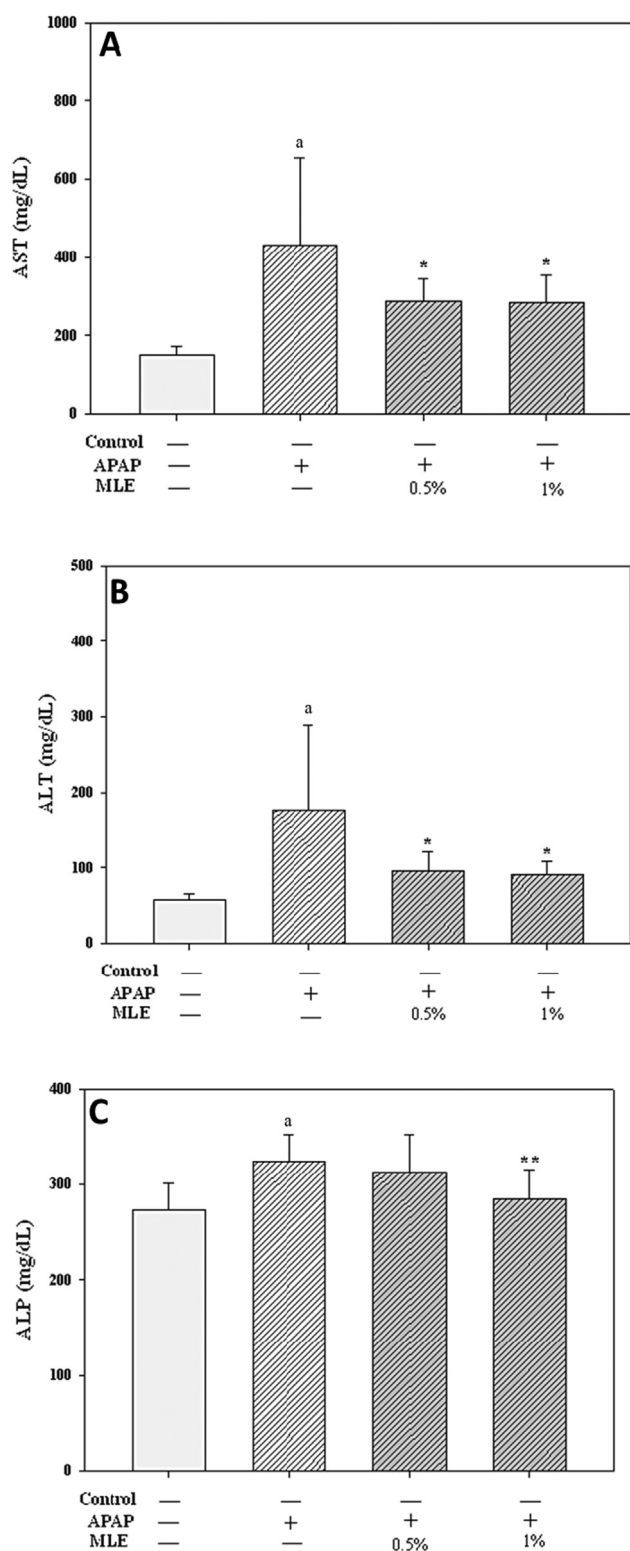 A
1000
800
600
400
200
0
AST (mg/dL)
a
*
*
Control — — — —
APAP — + + +
MLE — — 0.5% 1%
B
500
400
300
200
100
0
ALT (mg/dL)
a
*
*
Control — — — —
APAP — + + +
MLE — — 0.5% 1%
C
400
300
200
100
0
ALP (mg/dL)
a
**
Control — — — —
APAP — + + +
MLE — — 0.5% 1%